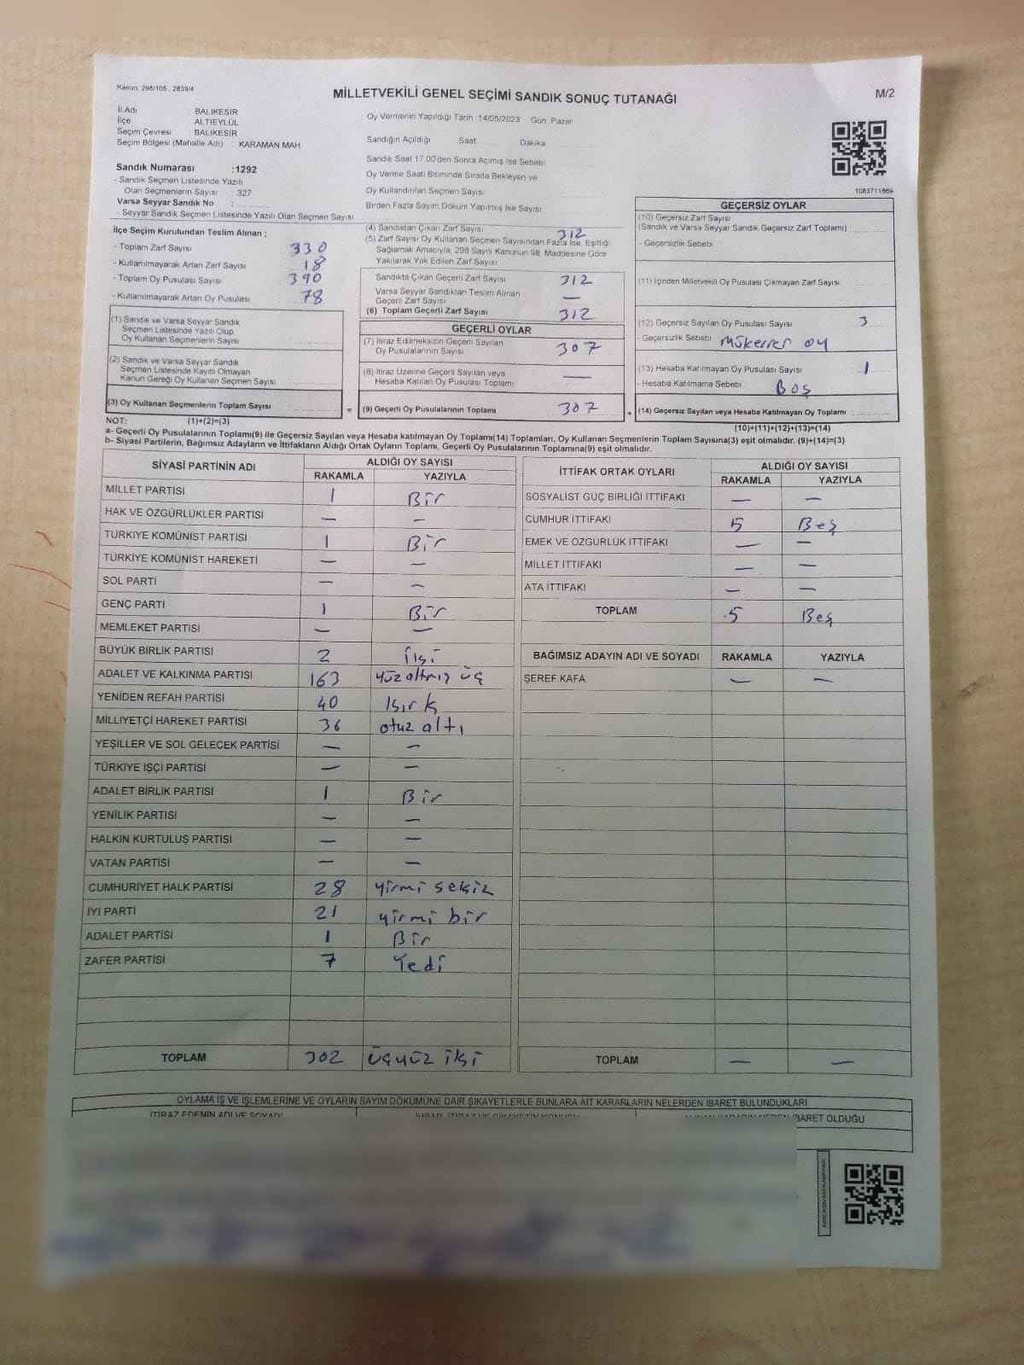 Kanun: 298/105, 2839/4
MİLLETVEKİLİ GENEL SEÇİMİ SANDIK SONUÇ TUTANAĞI
M/2
İl Adı BALIKESİR
İlçe ALTIEYLÜL
Seçim Çevresi BALIKESİR
Seçim Bölgesi (Mahalle Adı) KARAMAN MAH.
Sandık Numarası :1292
- Sandık Seçmen Listesinde Yazılı
Olan Seçmenlerin Sayısı : 327
Varsa Seyyar Sandık No :
- Seyyar Sandık Seçmen Listesinde Yazılı Olan Seçmen Sayısı
Oy Vermenin Yapıldığı Tarih: 14/05/2023 Gün: Pazar
Sandığın Açıldığı Saat Dakika
Sandık Saat 17.00'den Sonra Açılmış İse Sebebi
Oy Verme Saati Bitiminde Sırada Bekleyen ve
Oy Kullandırılan Seçmen Sayısı
Birden Fazla Sayım Döküm Yapılmış İse Sayısı
1083711869
İlçe Seçim Kurulundan Teslim Alınan ;
- Toplam Zarf Sayısı 330
- Kullanılmayarak Artan Zarf Sayısı 18
- Toplam Oy Pusulası Sayısı 390
- Kullanılmayarak Artan Oy Pusulası 78
(1) Sandık ve Varsa Seyyar Sandık
Seçmen Listesinde Yazılı Olup
Oy Kullanan Seçmenlerin Sayısı
(2) Sandık ve Varsa Seyyar Sandık
Seçmen Listesinde Kayıtlı Olmayan
Kanun Gereği Oy Kullanan Seçmen Sayısı
(3) Oy Kullanan Seçmenlerin Toplam Sayısı
(1)+(2)=(3)
(4) Sandıktan Çıkan Zarf Sayısı 312
(5) Zarf Sayısı Oy Kullanan Seçmen Sayısından Fazla İse, Eşitliği
Sağlamak Amacıyla, 298 Sayılı Kanunun 98. Maddesine Göre
Yakılarak Yok Edilen Zarf Sayısı
Sandıkta Çıkan Geçerli Zarf Sayısı 312
Varsa Seyyar Sandıktan Teslim Alınan
Geçerli Zarf Sayısı —
(6) Toplam Geçerli Zarf Sayısı 312
GEÇERLİ OYLAR
(7) İtiraz Edilmeksizin Geçerli Sayılan
Oy Pusulalarının Sayısı 307
(8) İtiraz Üzerine Geçerli Sayılan veya
Hesaba Katılan Oy Pusulası Toplamı —
= (9) Geçerli Oy Pusulalarının Toplamı 307 +
GEÇERSİZ OYLAR
(10) Geçersiz Zarf Sayısı
(Sandık ve Varsa Seyyar Sandık Geçersiz Zarf Toplamı)
- Geçersizlik Sebebi
(11) İçinden Milletvekili Oy Pusulası Çıkmayan Zarf Sayısı
(12) Geçersiz Sayılan Oy Pusulası Sayısı 3
- Geçersizlik Sebebi Mükerrer oy
(13) Hesaba Katılmayan Oy Pusulası Sayısı 1
- Hesaba Katılmama Sebebi Boş
(14) Geçersiz Sayılan veya Hesaba Katılmayan Oy Toplamı :
(10)+(11)+(12)+(13)=(14)
NOT:
a- Geçerli Oy Pusulalarının Toplamı(9) ile Geçersiz Sayılan veya Hesaba katılmayan Oy Toplamı(14) Toplamları, Oy Kullanan Seçmenlerin Toplam Sayısına(3) eşit olmalıdır. (9)+(14)=(3)
b- Siyasi Partilerin, Bağımsız Adayların ve İttifakların Aldığı Ortak Oyların Toplamı, Geçerli Oy Pusulalarının Toplamına(9) eşit olmalıdır.
SİYASİ PARTİNİN ADI ALDIĞI OY SAYISI
RAKAMLA YAZIYLA
MİLLET PARTİSİ 1 Bir
HAK VE ÖZGÜRLÜKLER PARTİSİ — —
TÜRKİYE KOMÜNİST PARTİSİ 1 Bir
TÜRKİYE KOMÜNİST HAREKETİ — —
SOL PARTİ — —
GENÇ PARTİ 1 Bir
MEMLEKET PARTİSİ — —
BÜYÜK BİRLİK PARTİSİ 2 iki
ADALET VE KALKINMA PARTİSİ 163 yüz altmış üç
YENİDEN REFAH PARTİSİ 40 kırk
MİLLİYETÇİ HAREKET PARTİSİ 36 otuz altı
YEŞİLLER VE SOL GELECEK PARTİSİ — —
TÜRKİYE İŞÇİ PARTİSİ — —
ADALET BİRLİK PARTİSİ 1 Bir
YENİLİK PARTİSİ — —
HALKIN KURTULUŞ PARTİSİ — —
VATAN PARTİSİ — —
CUMHURİYET HALK PARTİSİ 28 yirmi sekiz
İYİ PARTİ 21 yirmi bir
ADALET PARTİSİ 1 Bir
ZAFER PARTİSİ 7 Yedi
TOPLAM 302 üçyüz iki
İTTİFAK ORTAK OYLARI ALDIĞI OY SAYISI
RAKAMLA YAZIYLA
SOSYALİST GÜÇ BİRLİĞİ İTTİFAKI — —
CUMHUR İTTİFAKI 5 Beş
EMEK VE ÖZGÜRLÜK İTTİFAKI — —
MİLLET İTTİFAKI — —
ATA İTTİFAKI — —
TOPLAM 5 Beş
BAĞIMSIZ ADAYIN ADI VE SOYADI RAKAMLA YAZIYLA
ŞEREF KAFA — —
TOPLAM — —
OYLAMA İŞ VE İŞLEMLERİNE VE OYLARIN SAYIM DÖKÜMÜNE DAİR ŞİKAYETLERLE BUNLARA AİT KARARLARIN NELERDEN İBARET BULUNDUKLARI
İTİRAZ EDENİN ADI VE SOYADI
İBARET OLDUĞU